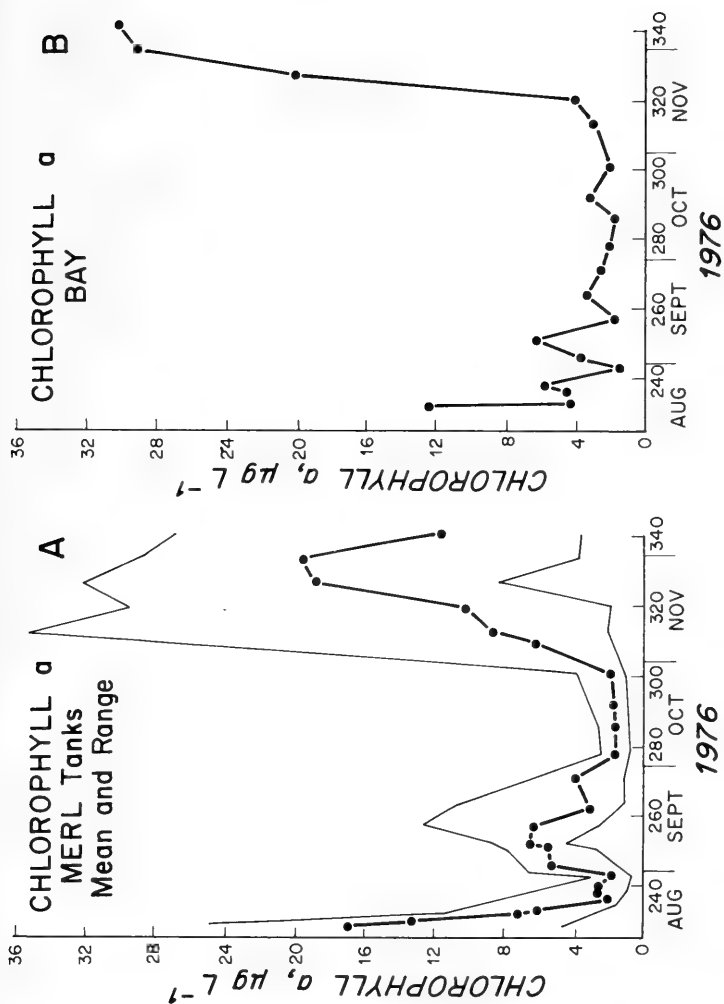 CHLOROPHYLL a
MERL Tanks
Mean and Range
A
CHLOROPHYLL a, µg L⁻¹
36
32
28
24
20
16
12
8
4
0
240
260
280
300
320
340
AUG
SEPT
OCT
NOV
1976
CHLOROPHYLL a
BAY
B
CHLOROPHYLL a, µg L⁻¹
36
32
28
24
20
16
12
8
4
0
240
260
280
300
320
340
AUG
SEPT
OCT
NOV
1976